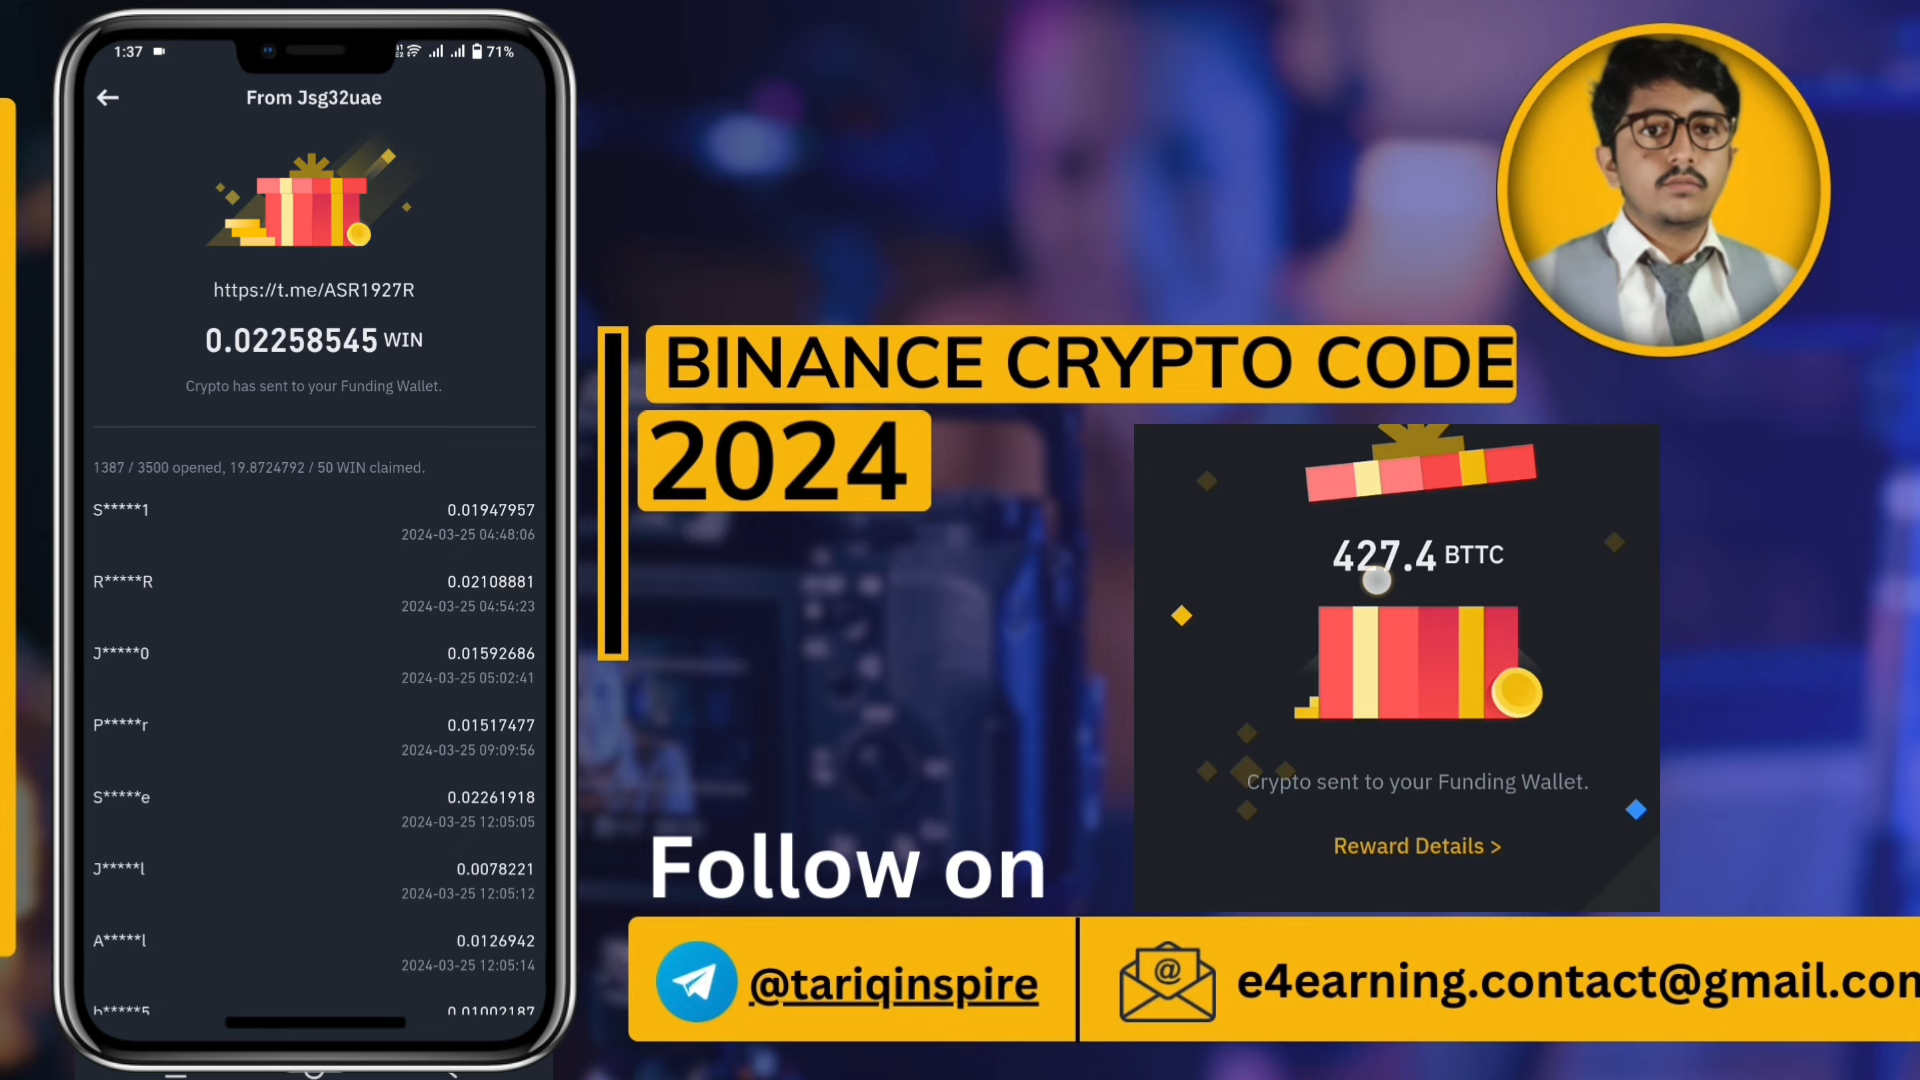 1:37
71%
From Jsg32uae
https://t.me/ASR1927R
0.02258545 WIN
Crypto has sent to your Funding Wallet.
1387 / 3500 opened, 19.8724792 / 50 WIN claimed.
S*****1 0.01947957
2024-03-25 04:48:06
R*****R 0.02108881
2024-03-25 04:54:23
J*****0 0.01592686
2024-03-25 05:02:41
P*****r 0.01517477
2024-03-25 09:09:56
S*****e 0.02261918
2024-03-25 12:05:05
J*****l 0.0078221
2024-03-25 12:05:12
A*****l 0.0126942
2024-03-25 12:05:14
h*****5 0.01002187
BINANCE CRYPTO CODE
2024
427.4 BTTC
Crypto sent to your Funding Wallet.
Reward Details >
Follow on
@tariqinspire
e4earning.contact@gmail.com